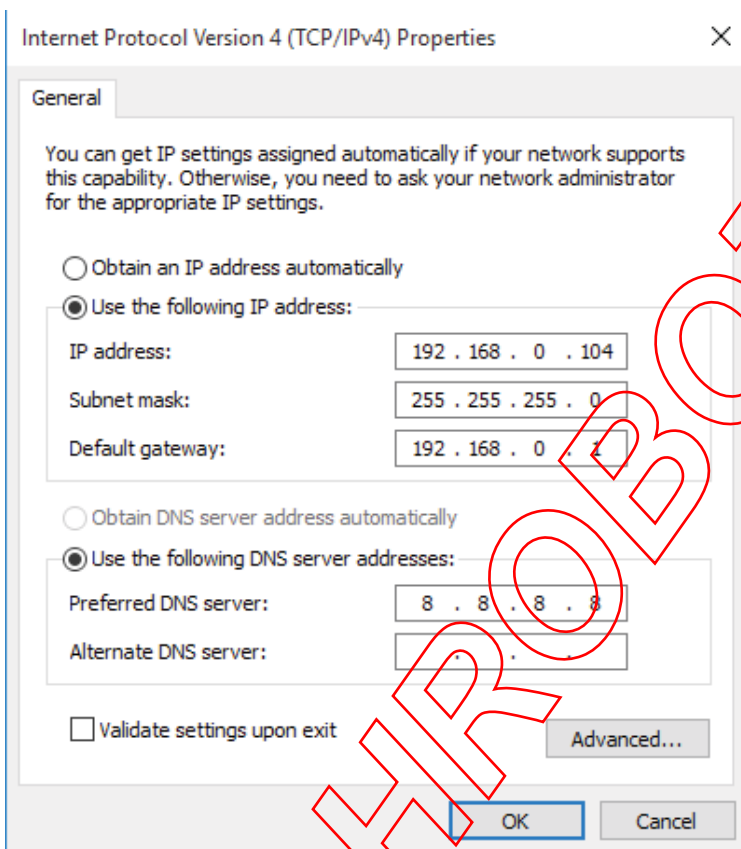 Internet Protocol Version 4 (TCP/IPv4) Properties
General
You can get IP settings assigned automatically if your network supports
this capability. Otherwise, you need to ask your network administrator
for the appropriate IP settings.
Obtain an IP address automatically
Use the following IP address:
IP address: 192 . 168 . 0 . 104
Subnet mask: 255 . 255 . 255 . 0
Default gateway: 192 . 168 . 0 . 1
Obtain DNS server address automatically
Use the following DNS server addresses:
Preferred DNS server: 8 . 8 . 8 . 8
Alternate DNS server: . . .
Validate settings upon exit
Advanced...
OK Cancel
HROBO